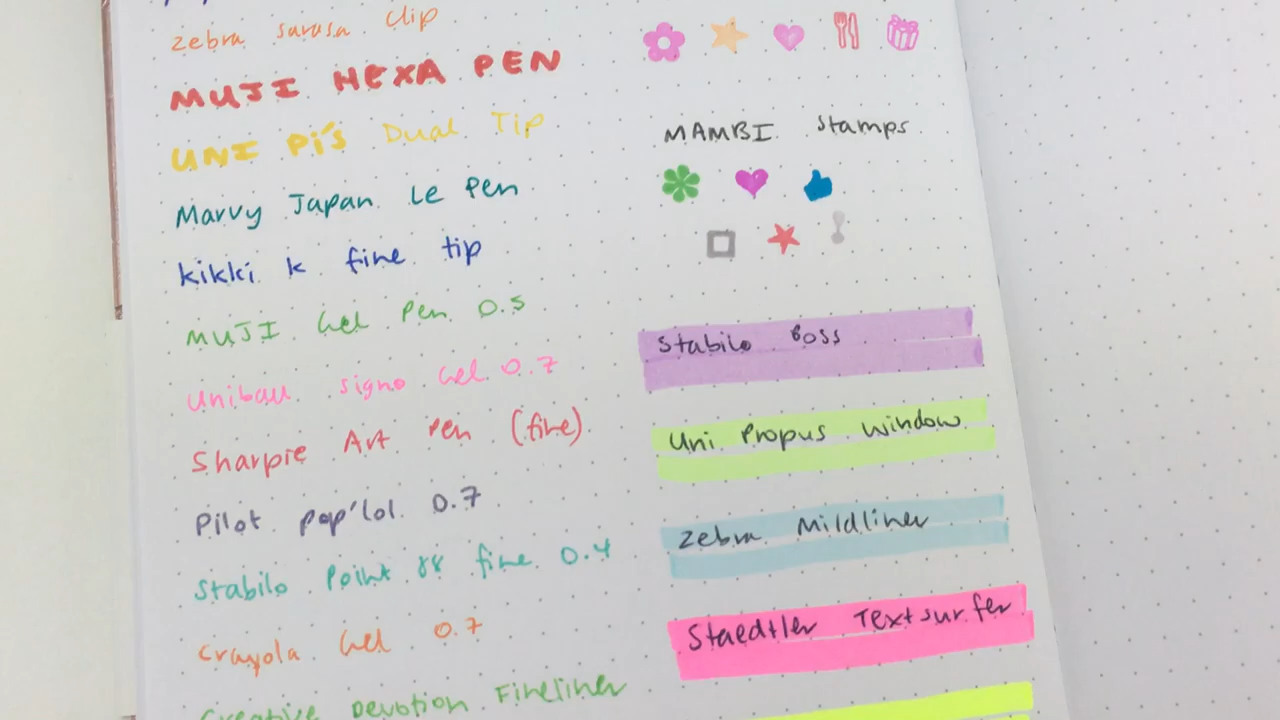 zebra sarasa clip
MUJI HEXA PEN
UNI Pi's Dual Tip
Marvy Japan Le Pen
kikki k fine tip
MUJI Gel Pen 0.5
Uniball signo Gel 0.7
Sharpie Art Pen (fine)
Pilot pop'lol 0.7
Stabilo Point 88 fine 0.4
Crayola Gel 0.7
Creative Devotion Fineliner
MAMBI Stamps
Stabilo Boss
Uni Propus Window
Zebra Mildliner
Staedtler Textsurfer